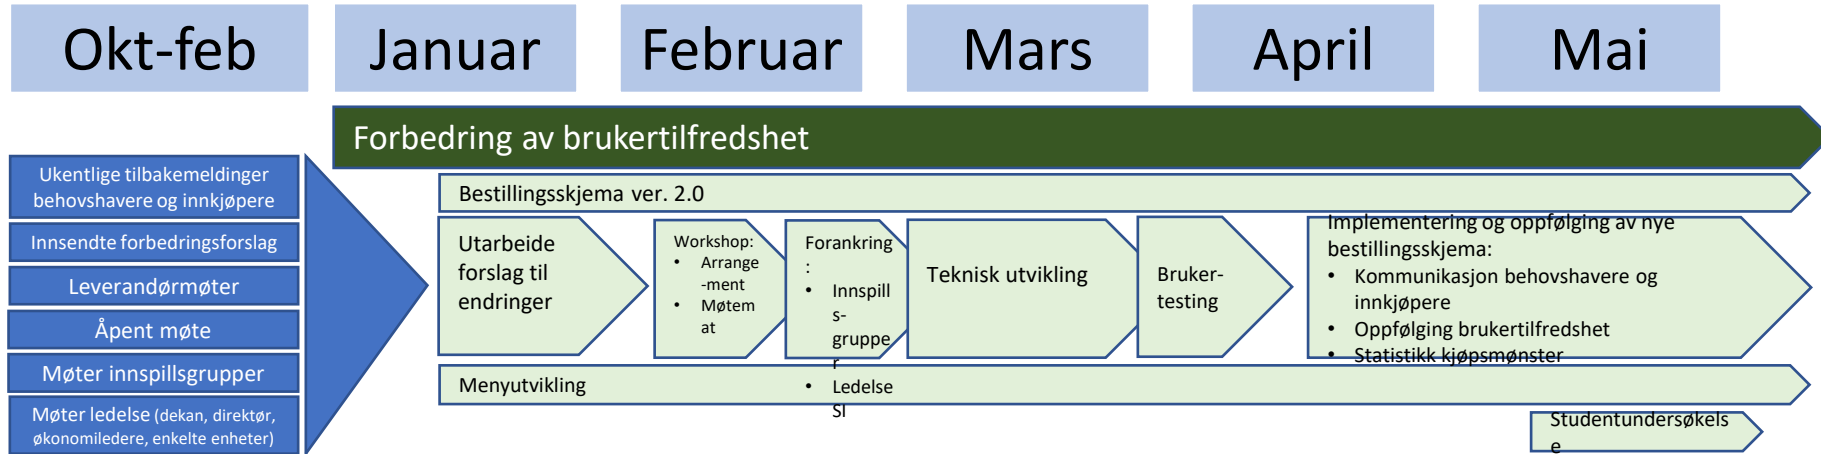 Okt-feb
Januar
Februar
Mars
April
Mai
Forbedring av brukertilfredshet
Ukentlige tilbakemeldinger
behovshavere og innkjøpere
Innsendte forbedringsforslag
Leverandørmøter
Åpent møte
Møter innspillsgrupper
Møter ledelse (dekan, direktør,
økonomiledere, enkelte enheter)
Bestillingsskjema ver. 2.0
Utarbeide
forslag til
endringer
Workshop:
• Arrange
-ment
• Møtem
at
Forankring
:
• Innspill
s-
gruppe
r
• Ledelse
SI
Teknisk utvikling
Bruker-
testing
Implementering og oppfølging av nye
bestillingsskjema:
• Kommunikasjon behovshavere og
innkjøpere
• Oppfølging brukertilfredshet
• Statistikk kjøpsmønster
Menyutvikling
Studentundersøkels
e